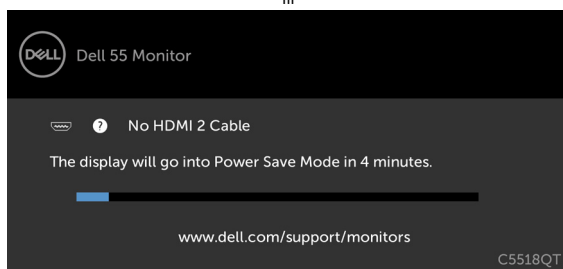 DELL
Dell 55 Monitor
? No HDMI 2 Cable
The display will go into Power Save Mode in 4 minutes.
www.dell.com/support/monitors
C5518QT